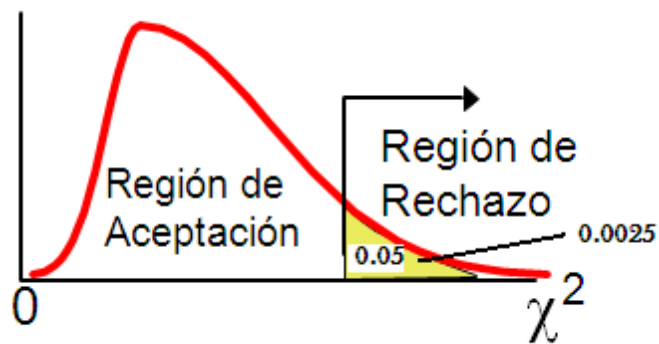 Región de
Aceptación
Región de
Rechazo
0.05
0.0025
0
χ²